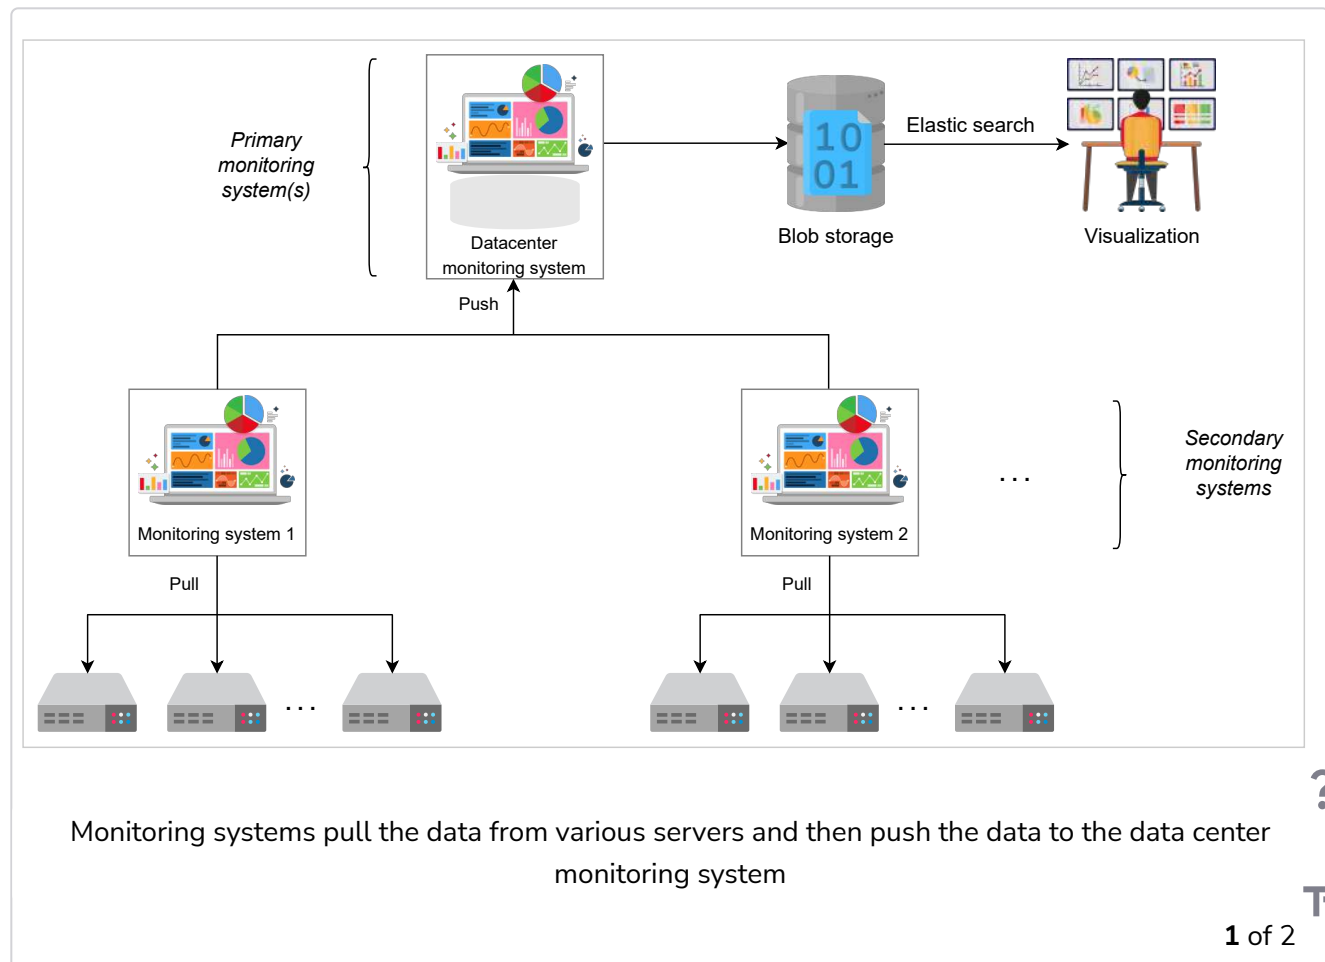 Primary
monitoring
system(s)
Datacenter
monitoring system
1 0
01
Blob storage
Elastic search
Visualization
Push
Monitoring system 1
Monitoring system 2
. . .
Secondary
monitoring
systems
Pull
Pull
. . .
. . .
Monitoring systems pull the data from various servers and then push the data to the data center
monitoring system
?
1 of 2